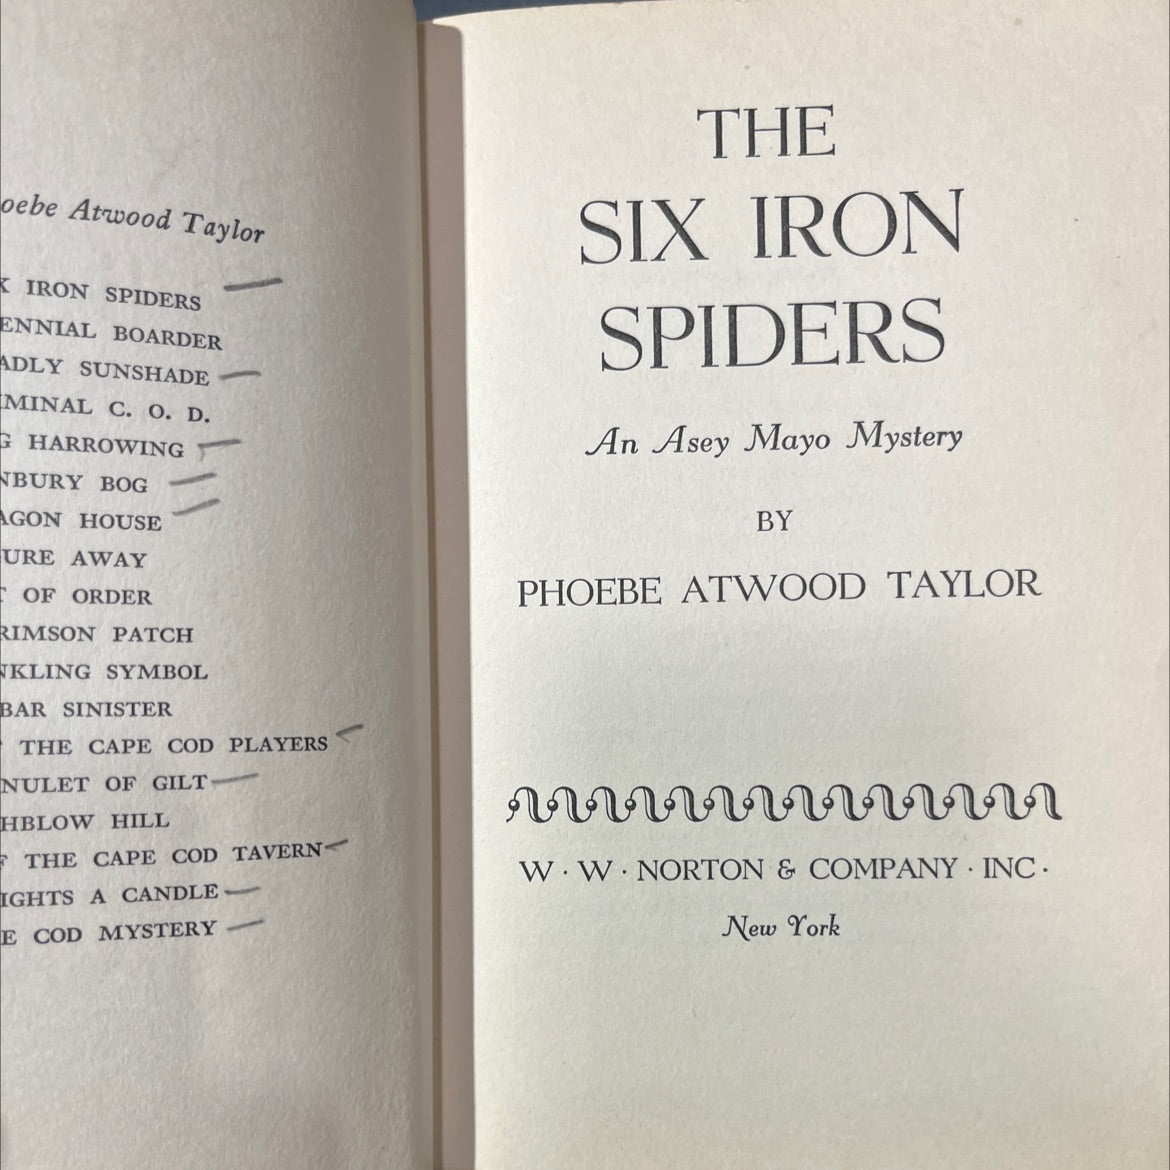 oebe Atwood Taylor
X IRON SPIDERS
ENNIAL BOARDER
ADLY SUNSHADE
MINAL C. O. D.
G HARROWING
NBURY BOG
AGON HOUSE
URE AWAY
T OF ORDER
RIMSON PATCH
NKLING SYMBOL
BAR SINISTER
THE CAPE COD PLAYERS
NULET OF GILT
HBLOW HILL
F THE CAPE COD TAVERN
IGHTS A CANDLE
E COD MYSTERY
THE
SIX IRON
SPIDERS
An Asey Mayo Mystery
BY
PHOEBE ATWOOD TAYLOR
W · W · NORTON & COMPANY · INC ·
New York